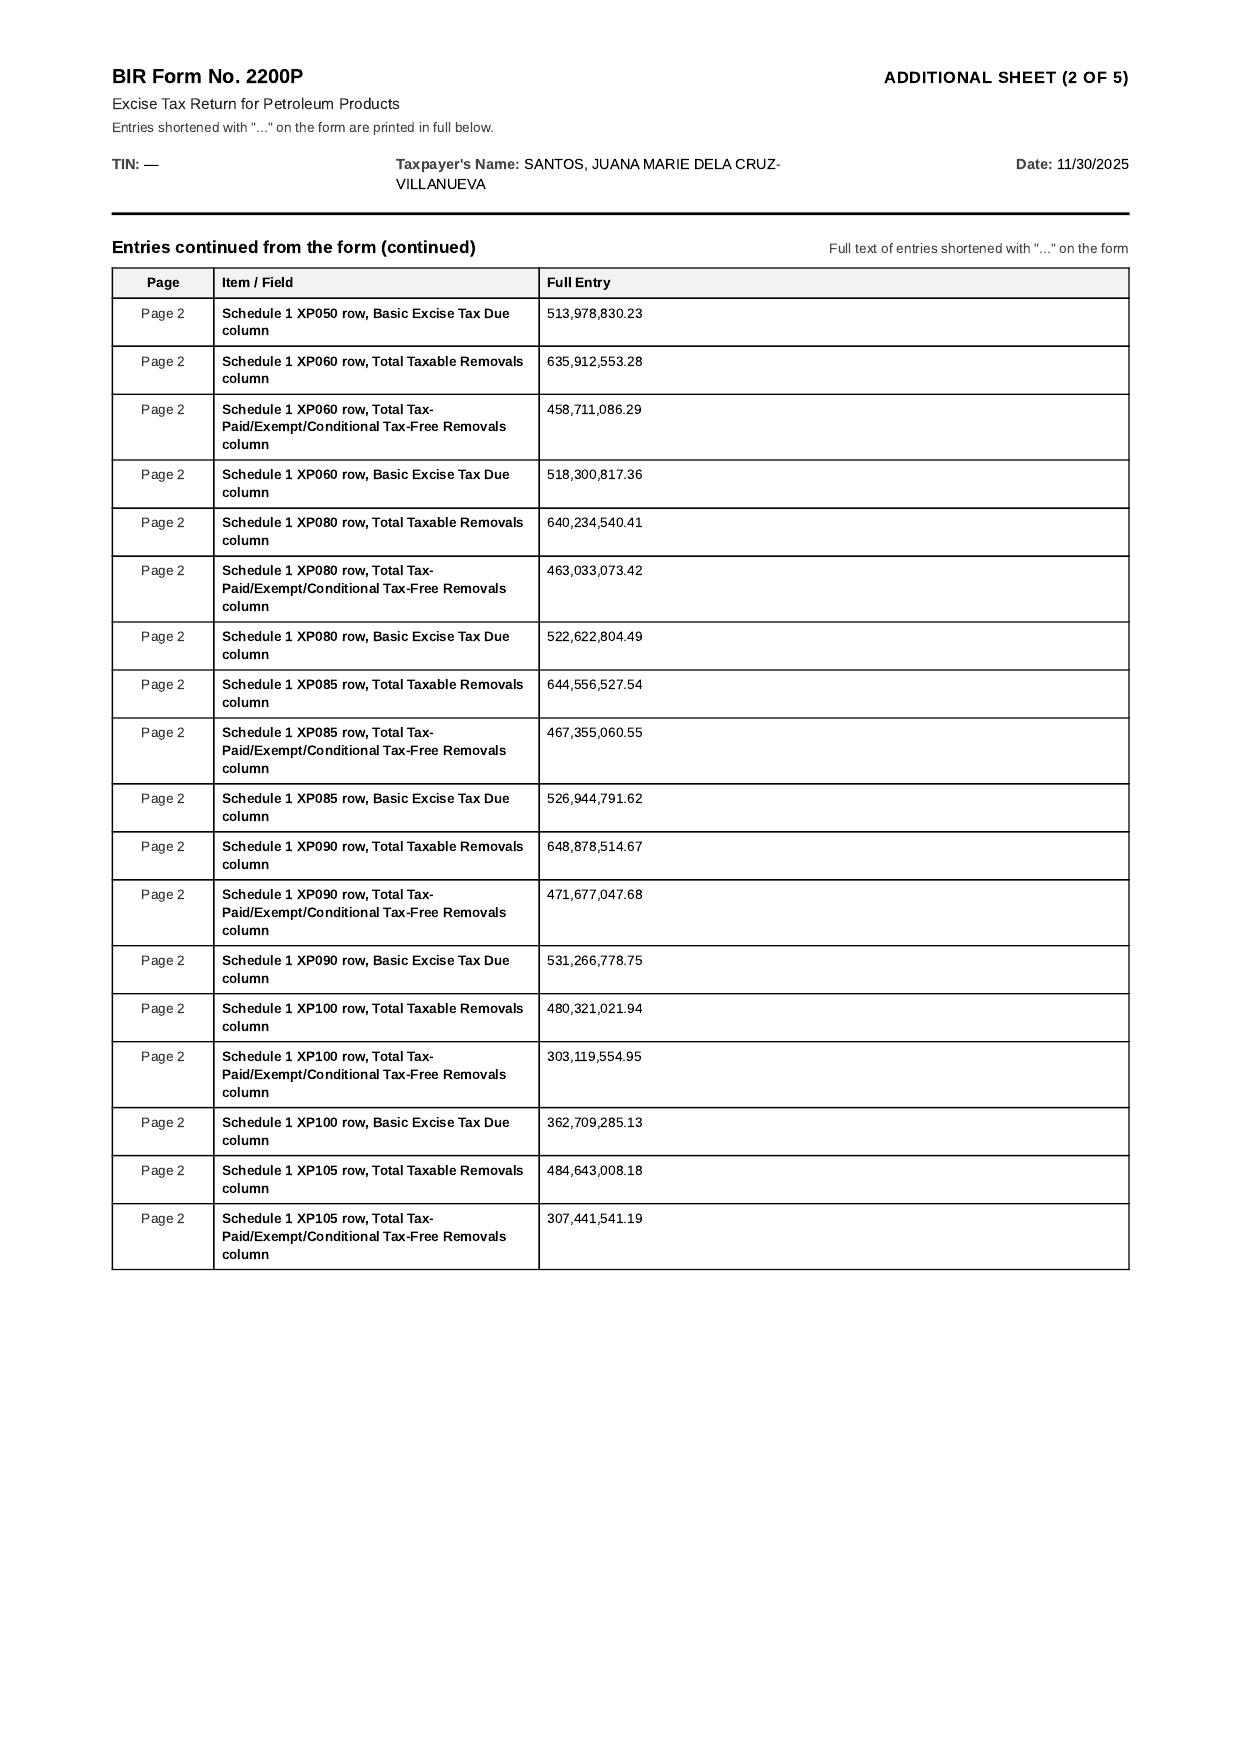 BIR Form No. 2200P
ADDITIONAL SHEET (2 OF 5)
Excise Tax Return for Petroleum Products
Entries shortened with "..." on the form are printed in full below.
TIN: —
Taxpayer's Name: SANTOS, JUANA MARIE DELA CRUZ-
VILLANUEVA
Date: 11/30/2025
Entries continued from the form (continued)
Full text of entries shortened with "..." on the form
Page Item / Field Full Entry
Page 2 Schedule 1 XP050 row, Basic Excise Tax Due 513,978,830.23
column
Page 2 Schedule 1 XP060 row, Total Taxable Removals 635,912,553.28
column
Page 2 Schedule 1 XP060 row, Total Tax- 458,711,086.29
Paid/Exempt/Conditional Tax-Free Removals
column
Page 2 Schedule 1 XP060 row, Basic Excise Tax Due 518,300,817.36
column
Page 2 Schedule 1 XP080 row, Total Taxable Removals 640,234,540.41
column
Page 2 Schedule 1 XP080 row, Total Tax- 463,033,073.42
Paid/Exempt/Conditional Tax-Free Removals
column
Page 2 Schedule 1 XP080 row, Basic Excise Tax Due 522,622,804.49
column
Page 2 Schedule 1 XP085 row, Total Taxable Removals 644,556,527.54
column
Page 2 Schedule 1 XP085 row, Total Tax- 467,355,060.55
Paid/Exempt/Conditional Tax-Free Removals
column
Page 2 Schedule 1 XP085 row, Basic Excise Tax Due 526,944,791.62
column
Page 2 Schedule 1 XP090 row, Total Taxable Removals 648,878,514.67
column
Page 2 Schedule 1 XP090 row, Total Tax- 471,677,047.68
Paid/Exempt/Conditional Tax-Free Removals
column
Page 2 Schedule 1 XP090 row, Basic Excise Tax Due 531,266,778.75
column
Page 2 Schedule 1 XP100 row, Total Taxable Removals 480,321,021.94
column
Page 2 Schedule 1 XP100 row, Total Tax- 303,119,554.95
Paid/Exempt/Conditional Tax-Free Removals
column
Page 2 Schedule 1 XP100 row, Basic Excise Tax Due 362,709,285.13
column
Page 2 Schedule 1 XP105 row, Total Taxable Removals 484,643,008.18
column
Page 2 Schedule 1 XP105 row, Total Tax- 307,441,541.19
Paid/Exempt/Conditional Tax-Free Removals
column